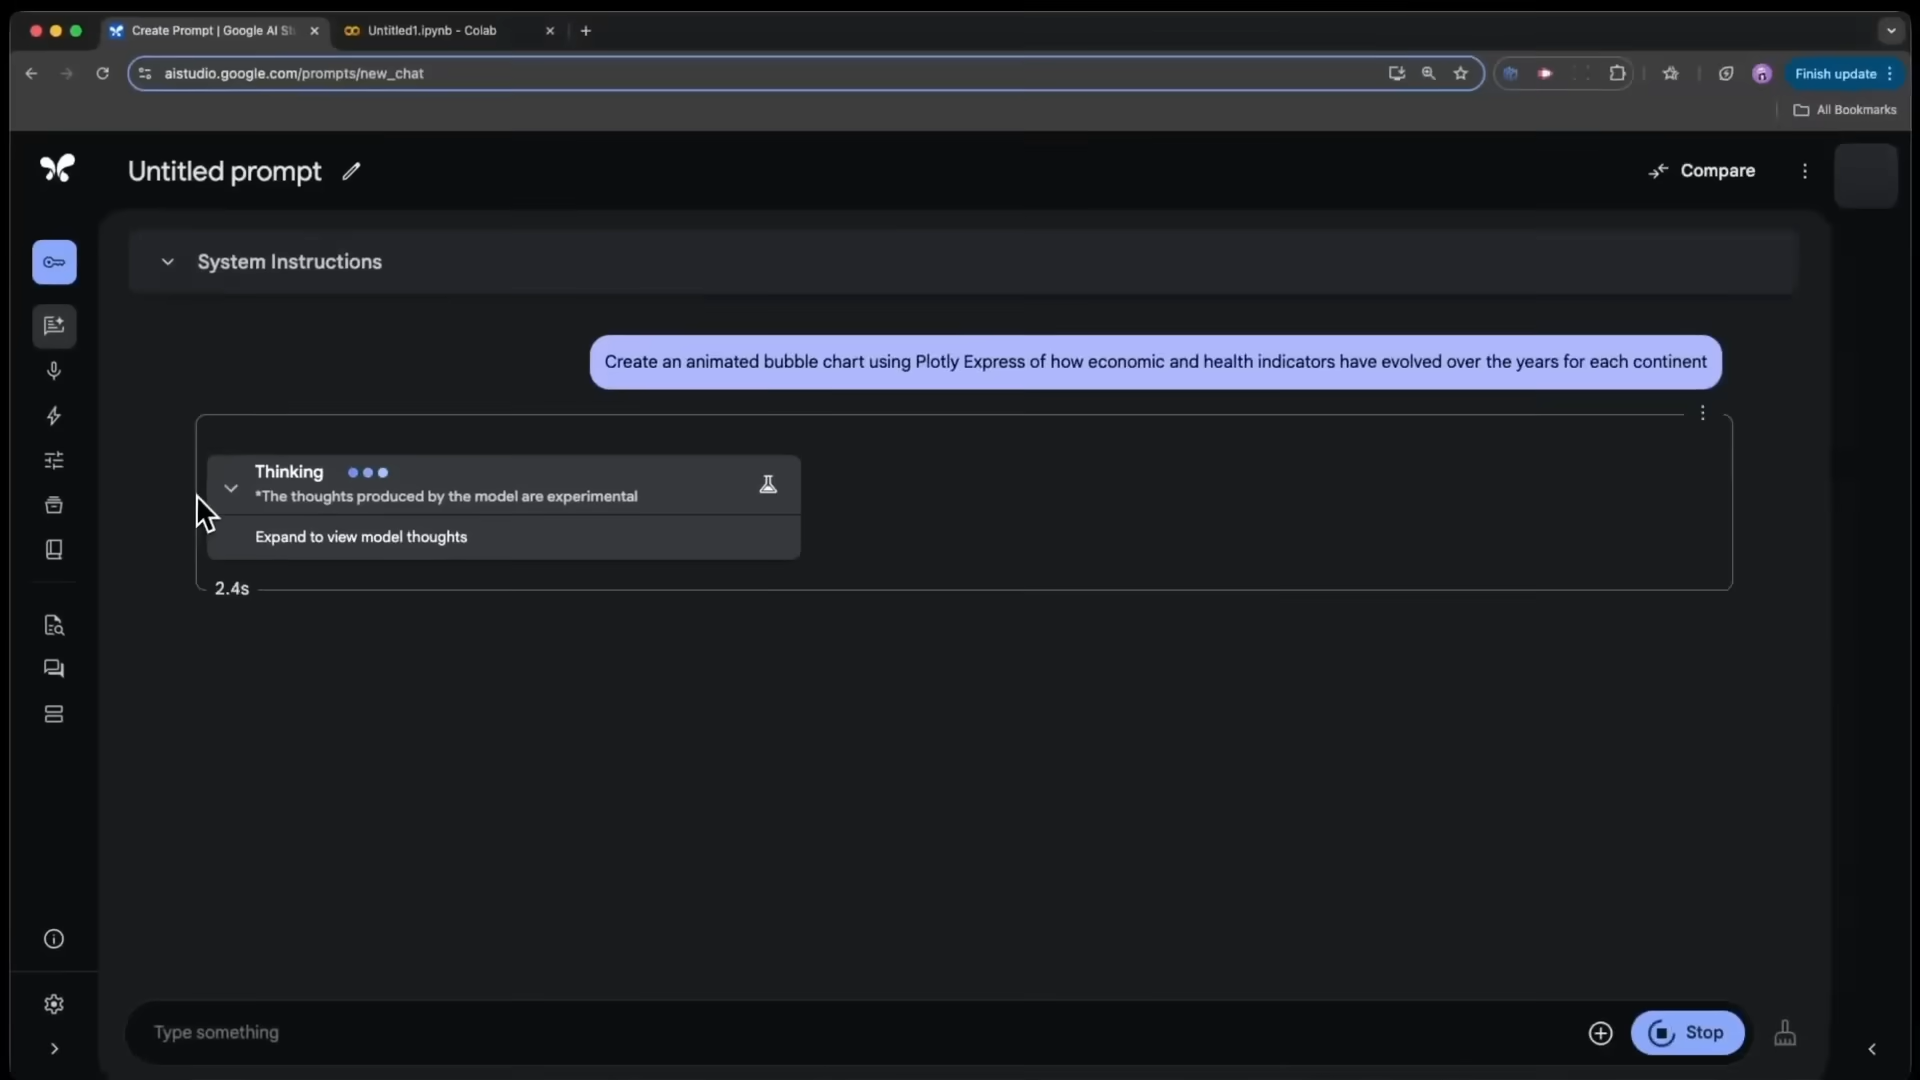 Create Prompt | Google AI St
Untitled1.ipynb - Colab
aistudio.google.com/prompts/new_chat
Finish update
All Bookmarks
Untitled prompt
Compare
System Instructions
Create an animated bubble chart using Plotly Express of how economic and health indicators have evolved over the years for each continent
Thinking
*The thoughts produced by the model are experimental
Expand to view model thoughts
2.4s
Type something
Stop